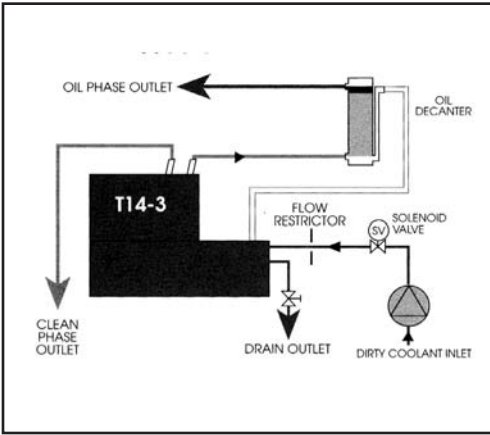 OIL PHASE OUTLET
OIL
DECANTER
T14-3
FLOW
RESTRICTOR
SOLENOID
VALVE
SV
CLEAN
PHASE
OUTLET
DRAIN OUTLET
DIRTY COOLANT INLET